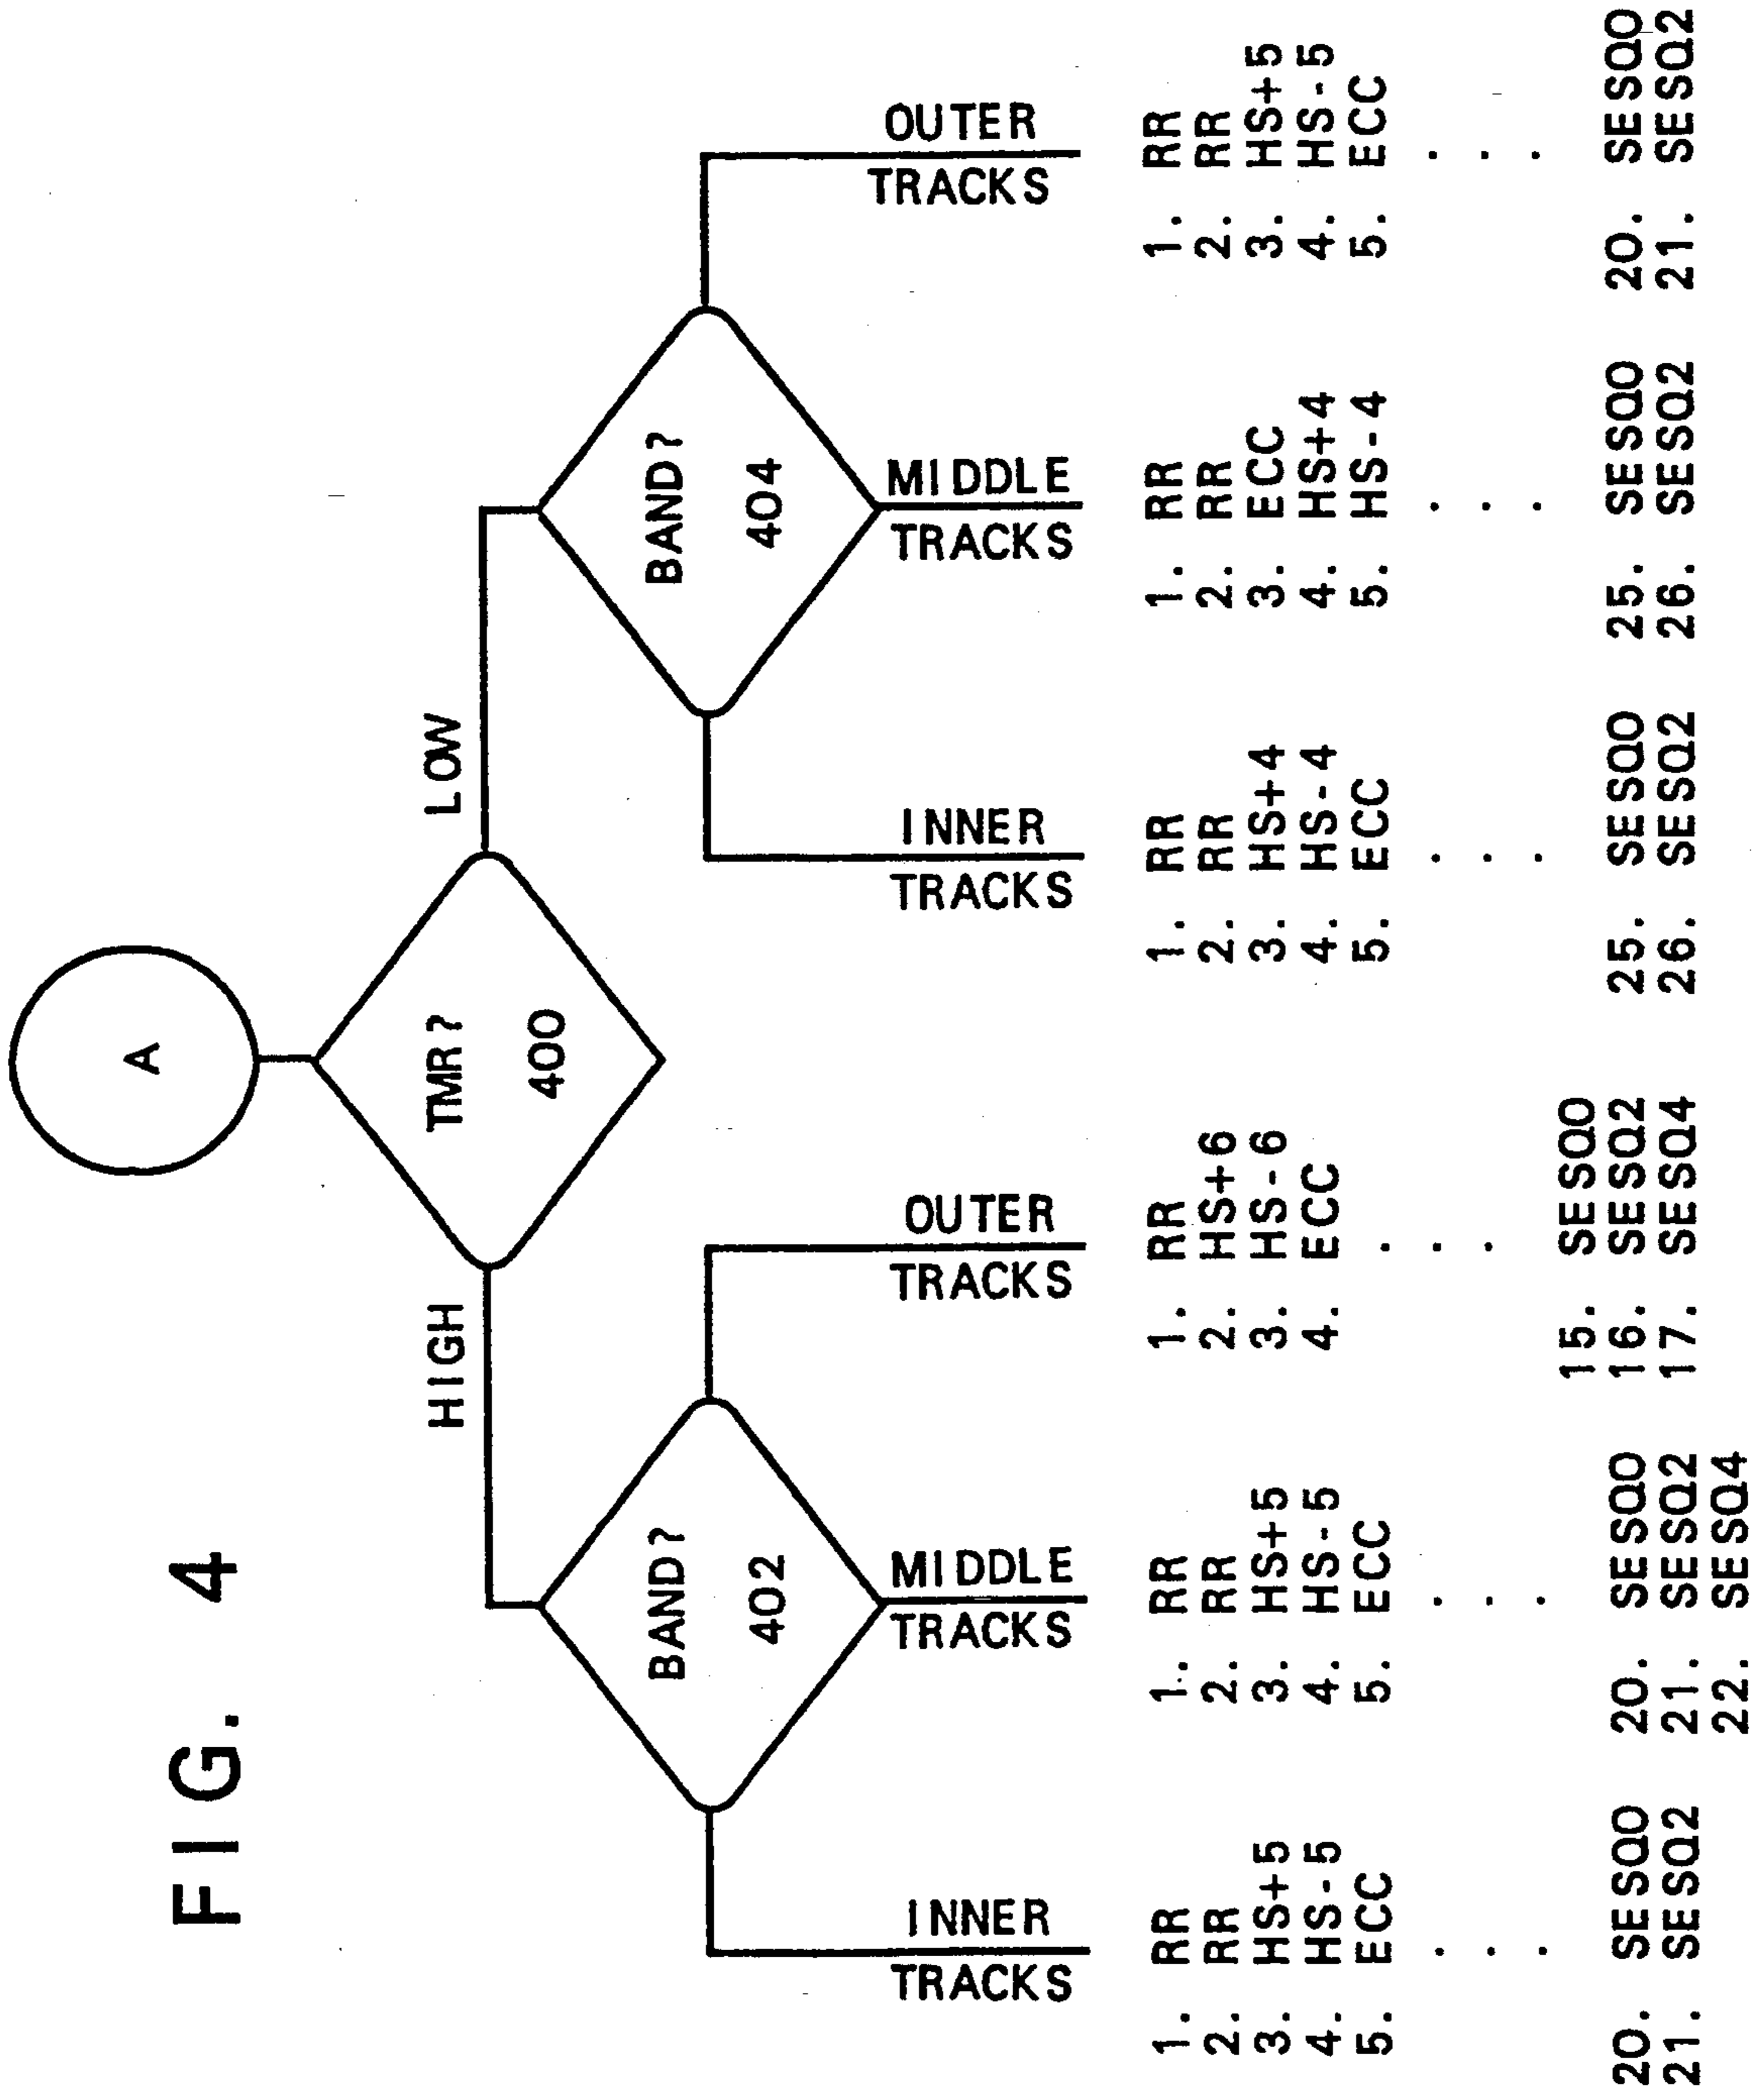 FIG. 4
A
TMR?
400
HIGH
LOW
BAND?
402
BAND?
404
INNER
TRACKS
1. RR
2. RR
3. HS+5
4. HS-5
5. ECC
. . .
20. SESQ0
21. SESQ2
MIDDLE
TRACKS
1. RR
2. RR
3. HS+5
4. HS-5
5. ECC
. . .
20. SESQ0
21. SESQ2
22. SESQ4
OUTER
TRACKS
1. RR
2. HS+6
3. HS-6
4. ECC
. . .
15. SESQ0
16. SESQ2
17. SESQ4
INNER
TRACKS
1. RR
2. RR
3. HS+4
4. HS-4
5. ECC
. . .
25. SESQ0
26. SESQ2
MIDDLE
TRACKS
1. RR
2. RR
3. ECC
4. HS+4
5. HS-4
. . .
25. SESQ0
26. SESQ2
OUTER
TRACKS
1. RR
2. RR
3. HS+5
4. HS-5
5. ECC
. . .
20. SESQ0
21. SESQ2